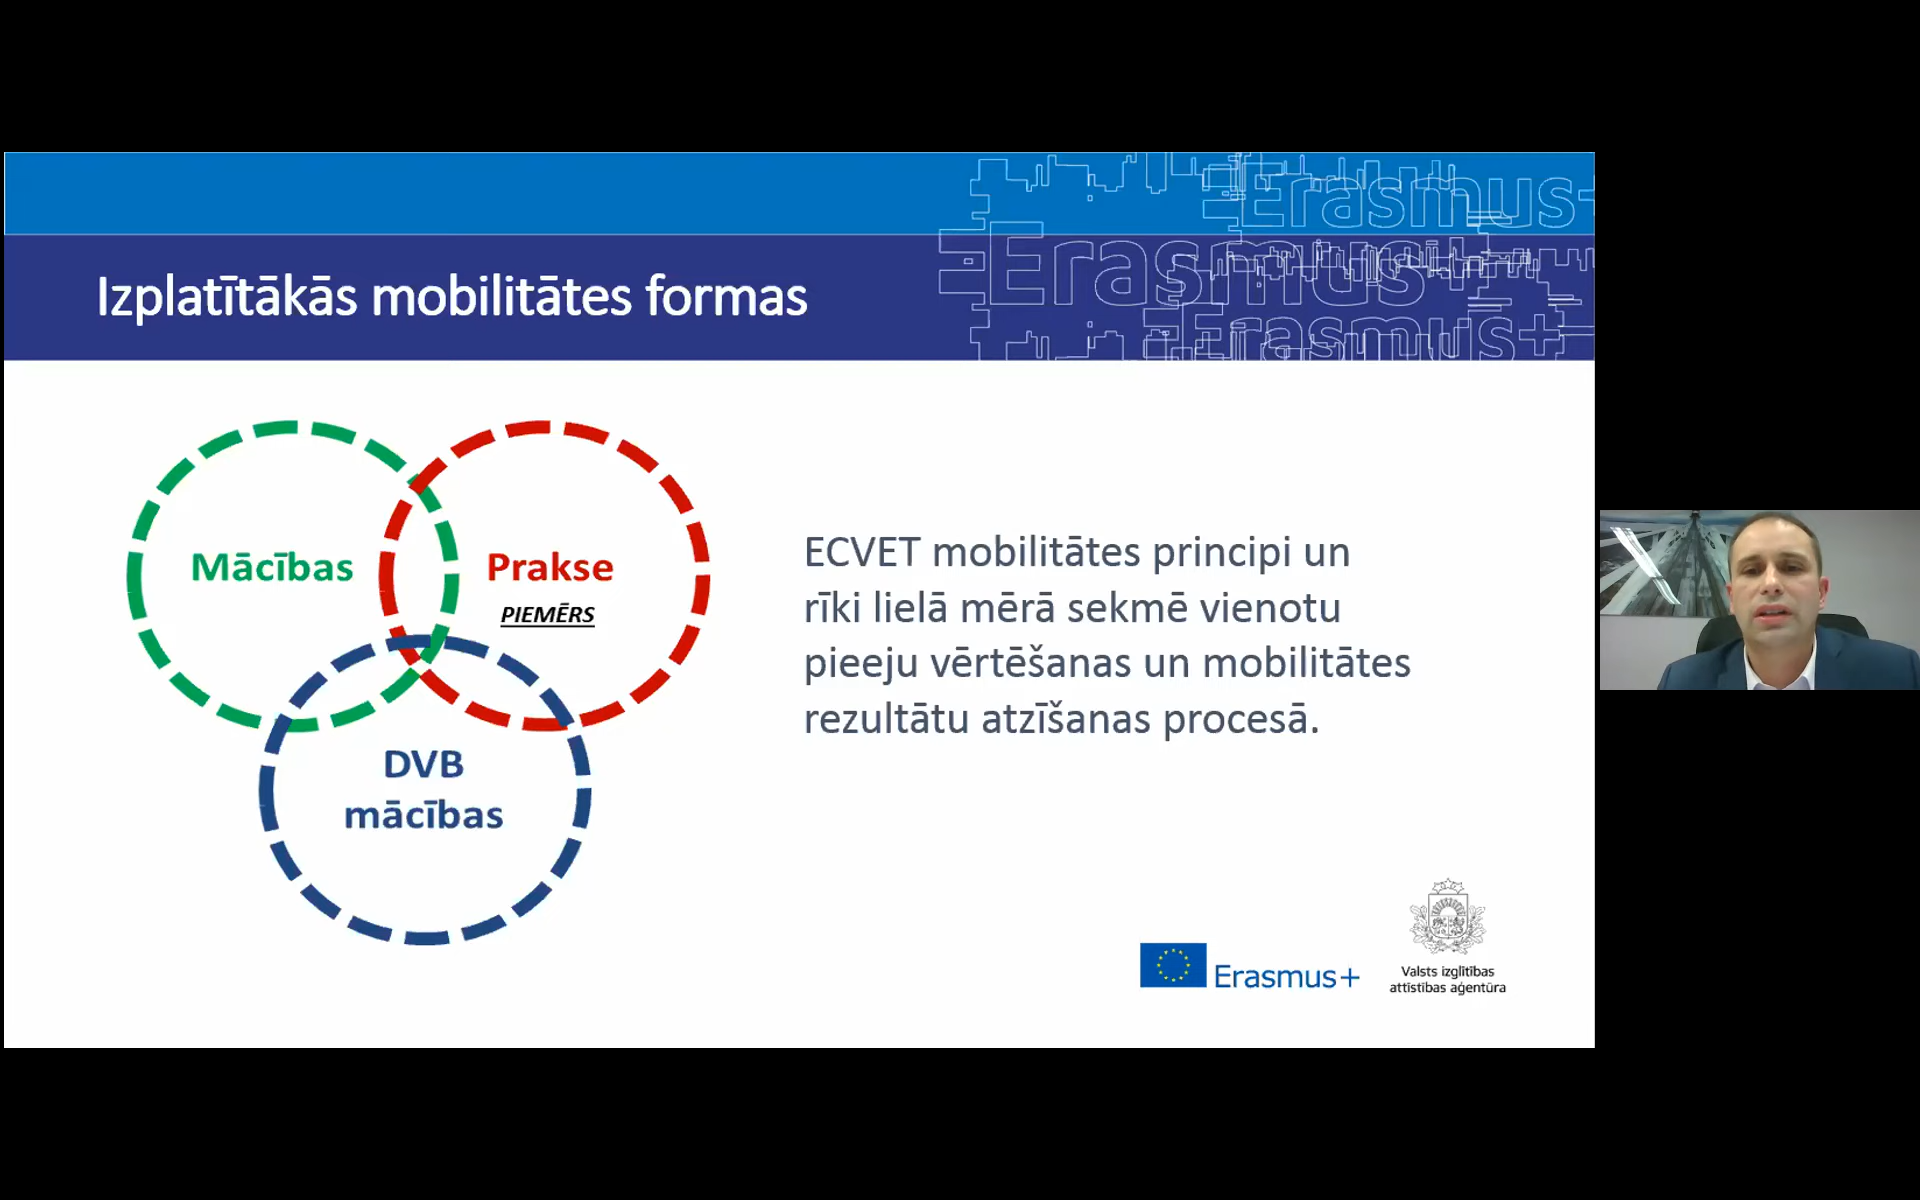 Erasmus+
Erasmus+
Erasmus+
Izplatītākās mobilitātes formas
Mācības
Prakse
PIEMĒRS
DVB
mācības
ECVET mobilitātes principi un
rīki lielā mērā sekmē vienotu
pieeju vērtēšanas un mobilitātes
rezultātu atzīšanas procesā.
Erasmus+
Valsts izglītības
attīstības aģentūra